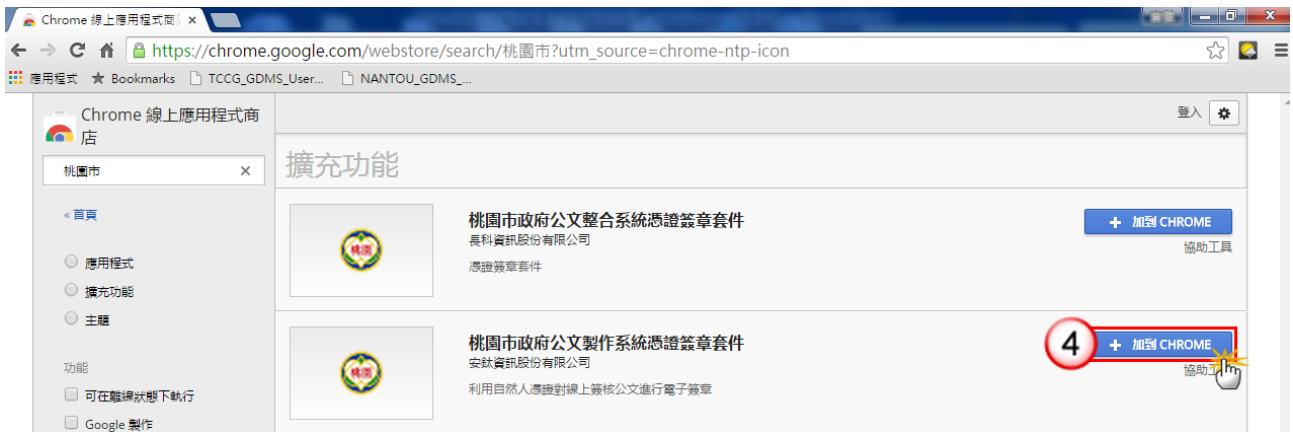 Chrome 線上應用程式商
https://chrome.google.com/webstore/search/桃園市?utm_source=chrome-ntp-icon
應用程式 Bookmarks TCCG_GDMS_User... NANTOU_GDMS_...
Chrome 線上應用程式商
店
登入
桃園市
擴充功能
«首頁
應用程式
擴充功能
主題
功能
可在離線狀態下執行
Google 製作
桃園市政府公文整合系統憑證簽章套件
長科資訊股份有限公司
憑證簽章套件
+ 加到 CHROME
協助工具
桃園市政府公文製作系統憑證簽章套件
安鈦資訊股份有限公司
利用自然人憑證對線上簽核公文進行電子簽章
4
+ 加到 CHROME
協助工